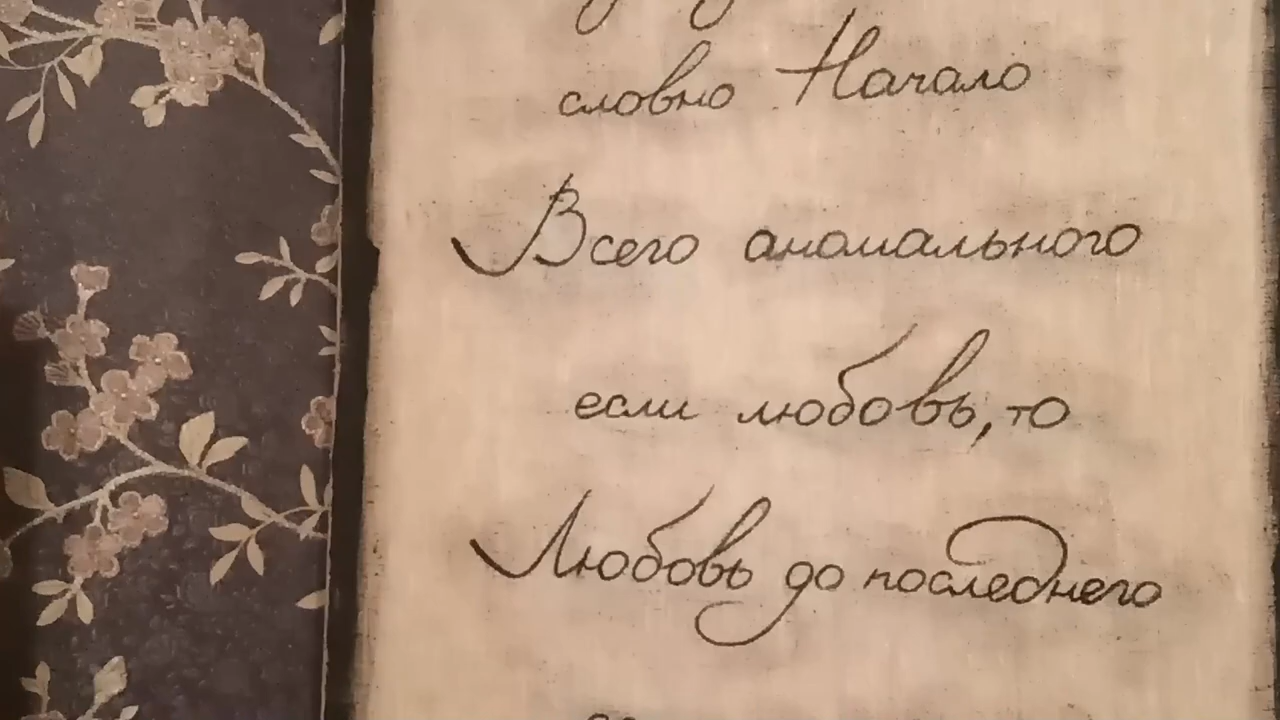 словно Начало
Всего аномального
если любовь, то
Любовь до последнего